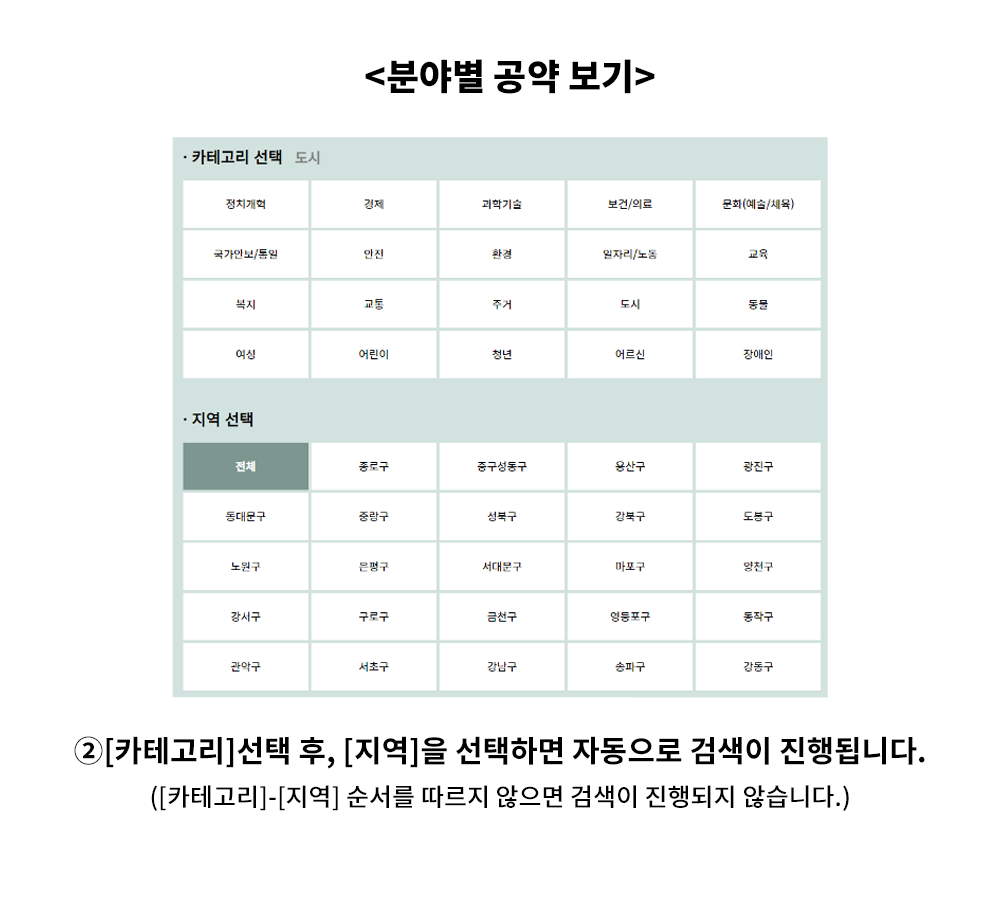 <분야별 공약 보기>
· 카테고리 선택 도시
정치개혁 경제 과학기술 보건/의료 문화(예술/체육)
국가안보/통일 안전 환경 일자리/노동 교육
복지 교통 주거 도시 동물
여성 어린이 청년 어르신 장애인
· 지역 선택
전체 종로구 중구성동구 용산구 광진구
동대문구 중랑구 성북구 강북구 도봉구
노원구 은평구 서대문구 마포구 양천구
강서구 구로구 금천구 영등포구 동작구
관악구 서초구 강남구 송파구 강동구
②[카테고리]선택 후, [지역]을 선택하면 자동으로 검색이 진행됩니다.
([카테고리]-[지역] 순서를 따르지 않으면 검색이 진행되지 않습니다.)